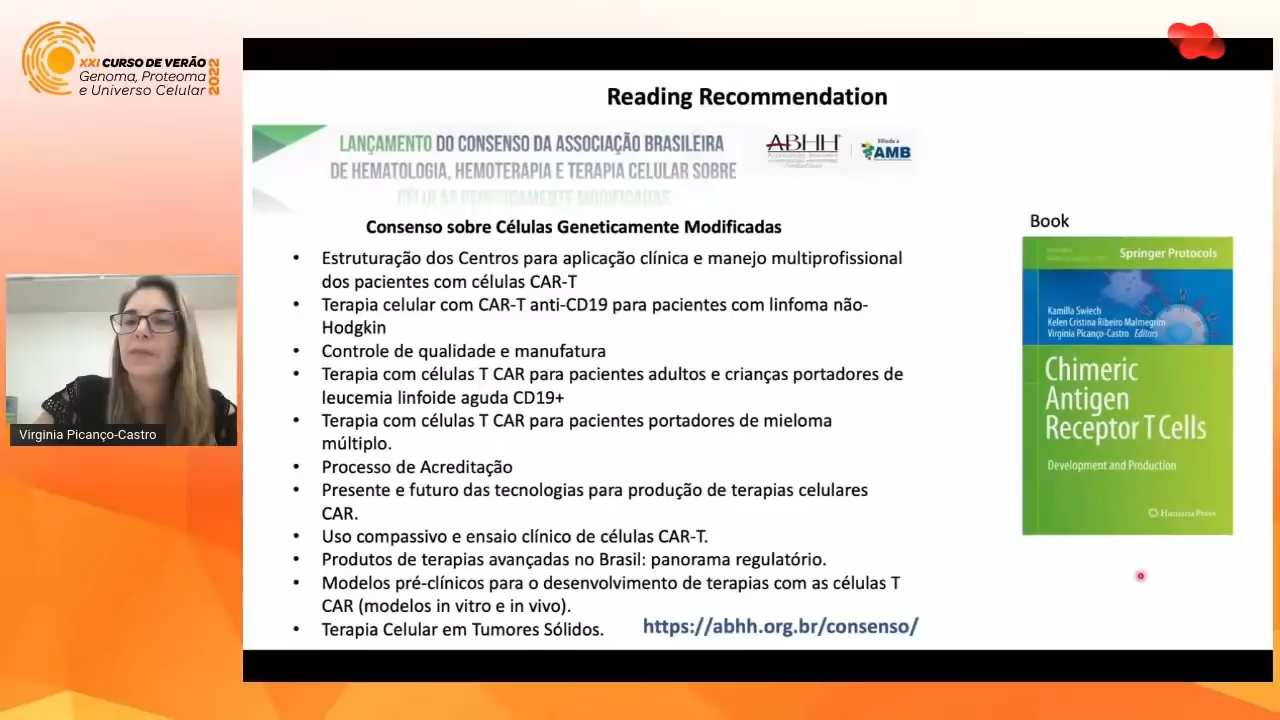 XXI CURSO DE VERÃO
Genoma, Proteoma
e Universo Celular
2022
Reading Recommendation
LANÇAMENTO DO CONSENSO DA ASSOCIAÇÃO BRASILEIRA
DE HEMATOLOGIA, HEMOTERAPIA E TERAPIA CELULAR SOBRE
CÉLULAS GENETICAMENTE MODIFICADAS
ABHH
filiada à
AMB
Consenso sobre Células Geneticamente Modificadas
• Estruturação dos Centros para aplicação clínica e manejo multiprofissional
dos pacientes com células CAR-T
• Terapia celular com CAR-T anti-CD19 para pacientes com linfoma não-
Hodgkin
• Controle de qualidade e manufatura
• Terapia com células T CAR para pacientes adultos e crianças portadores de
leucemia linfoide aguda CD19+
• Terapia com células T CAR para pacientes portadores de mieloma
múltiplo.
• Processo de Acreditação
• Presente e futuro das tecnologias para produção de terapias celulares
CAR.
• Uso compassivo e ensaio clínico de células CAR-T.
• Produtos de terapias avançadas no Brasil: panorama regulatório.
• Modelos pré-clínicos para o desenvolvimento de terapias com as células T
CAR (modelos in vitro e in vivo).
• Terapia Celular em Tumores Sólidos.
https://abhh.org.br/consenso/
Book
Springer Protocols
Kamilla Swiech
Kelen Cristina Ribeiro Malmegrim
Virginia Picanço-Castro Editors
Chimeric
Antigen
Receptor T Cells
Development and Production
Humana Press
Virginia Picanço-Castro